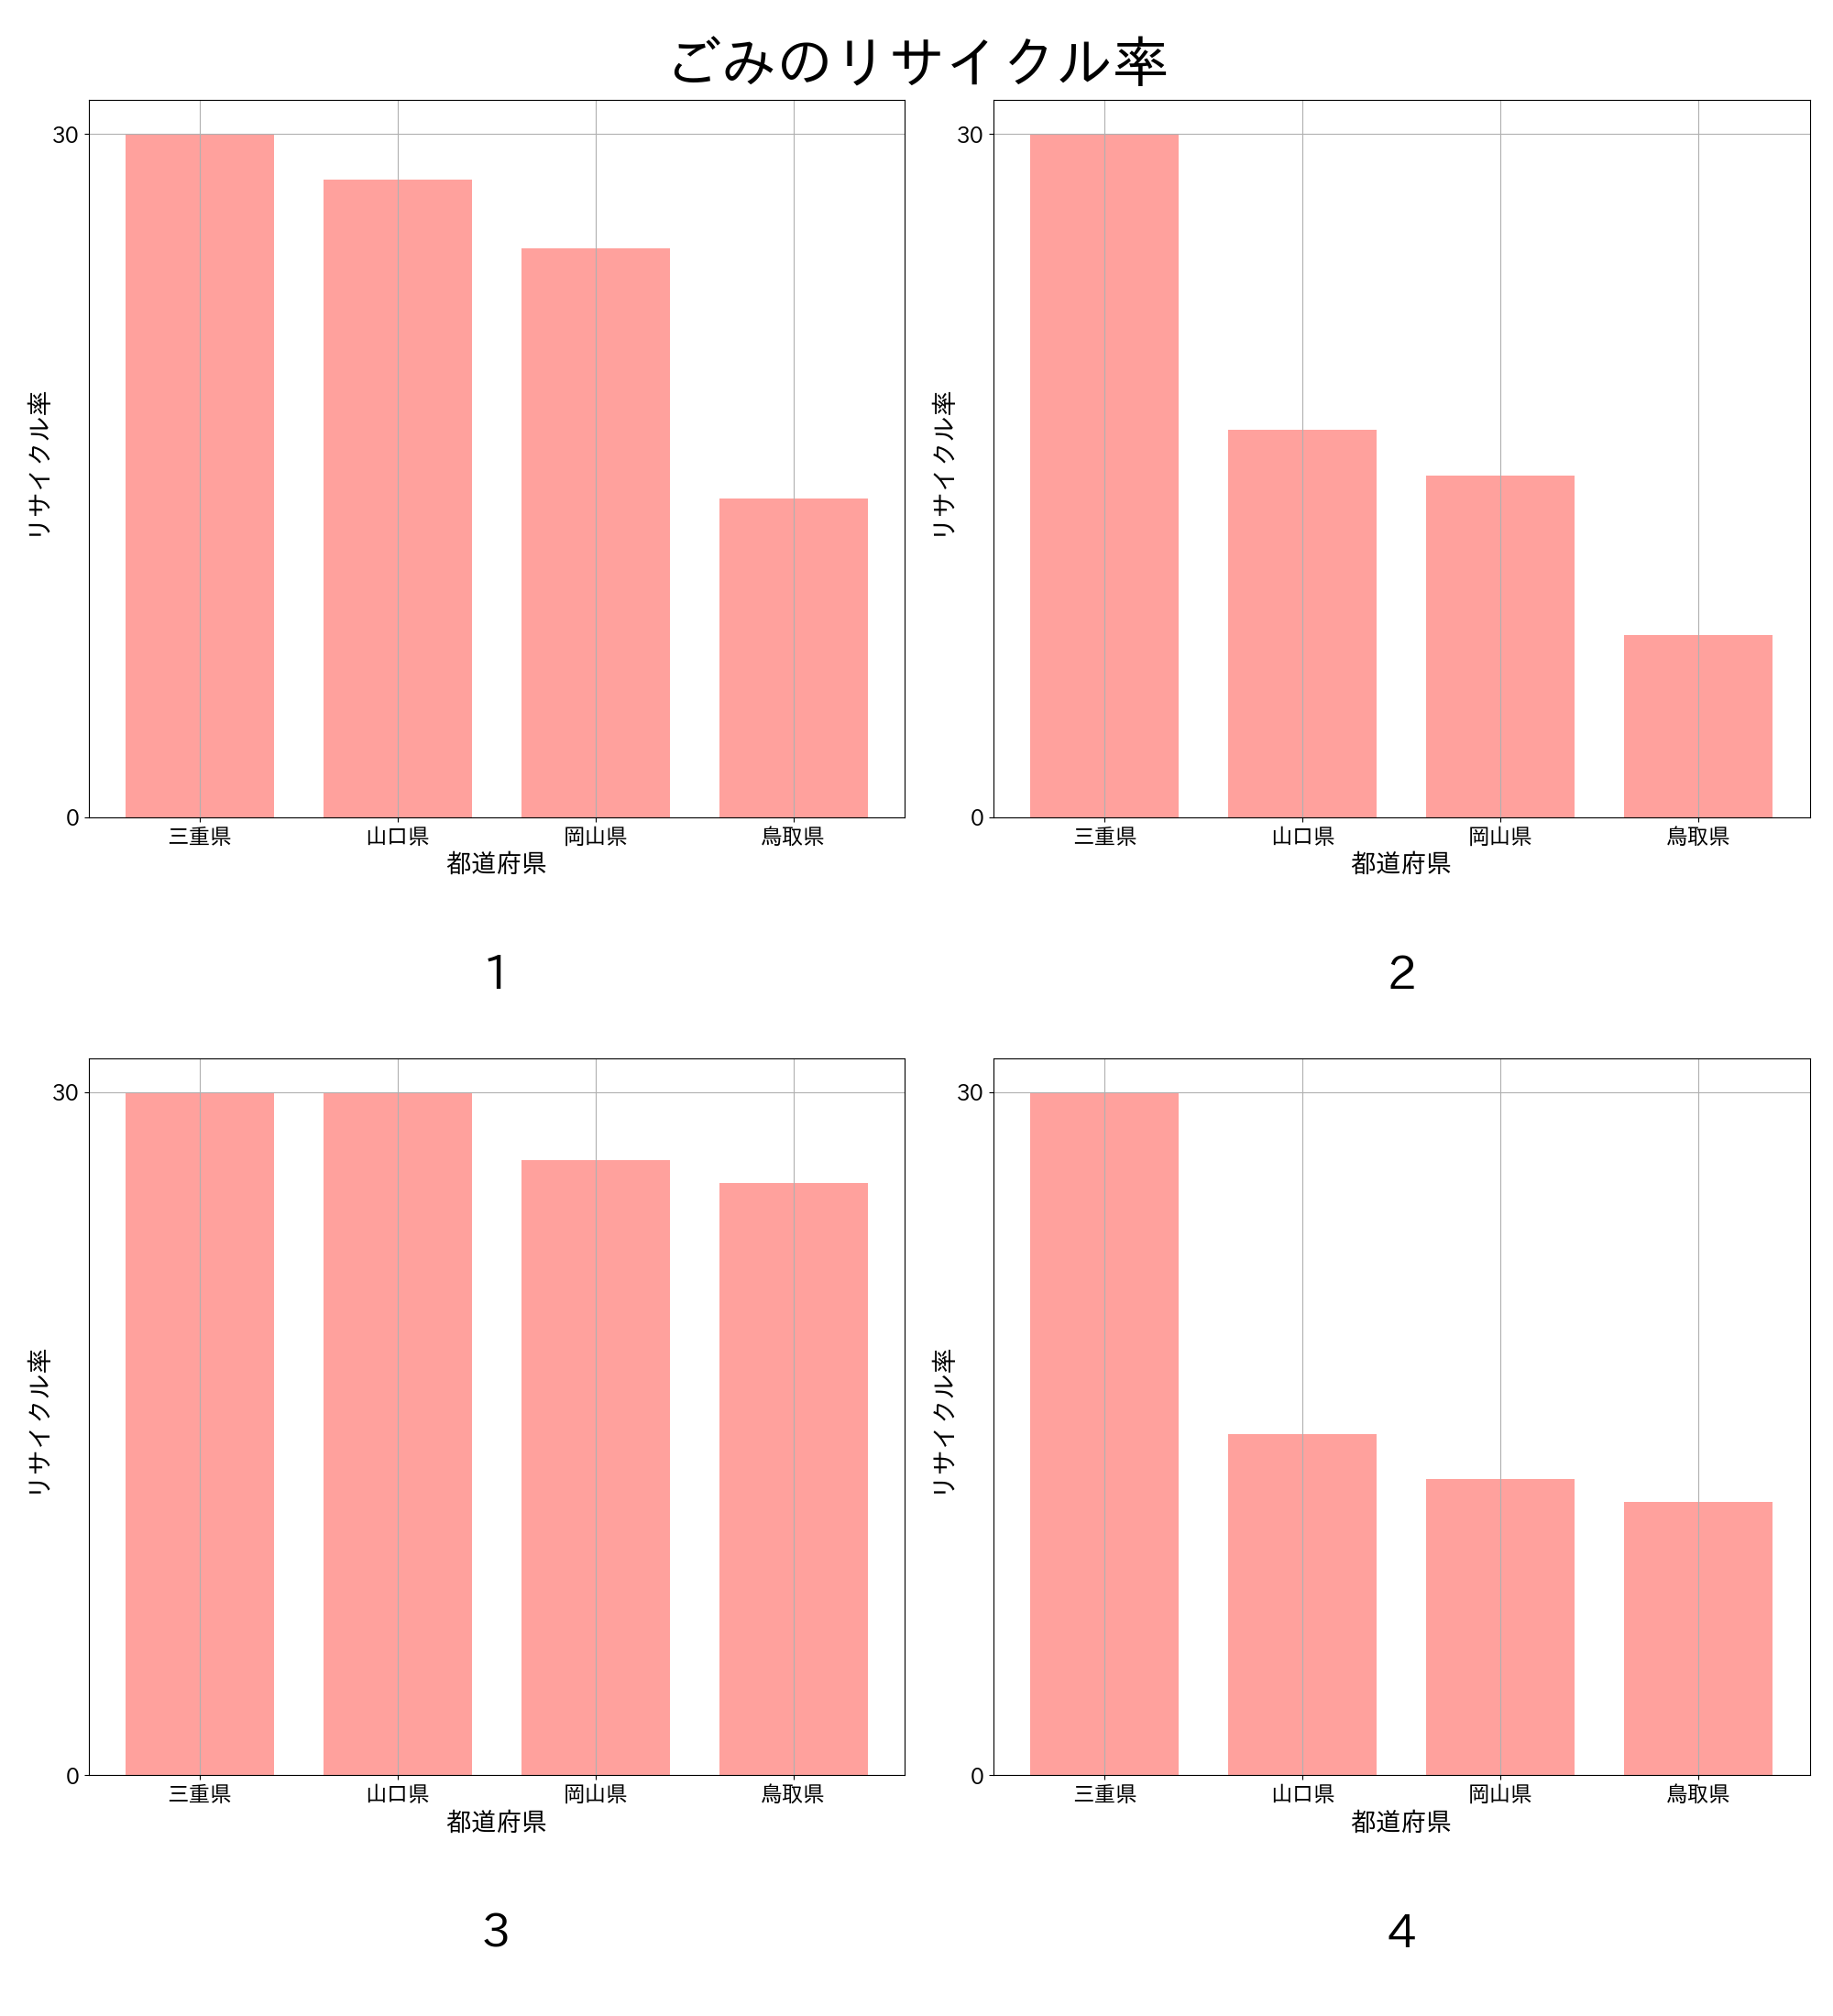 ごみのリサイクル率
30
0
リサイクル率
三重県 山口県 岡山県 鳥取県
都道府県
1
30
0
リサイクル率
三重県 山口県 岡山県 鳥取県
都道府県
2
30
0
リサイクル率
三重県 山口県 岡山県 鳥取県
都道府県
3
30
0
リサイクル率
三重県 山口県 岡山県 鳥取県
都道府県
4